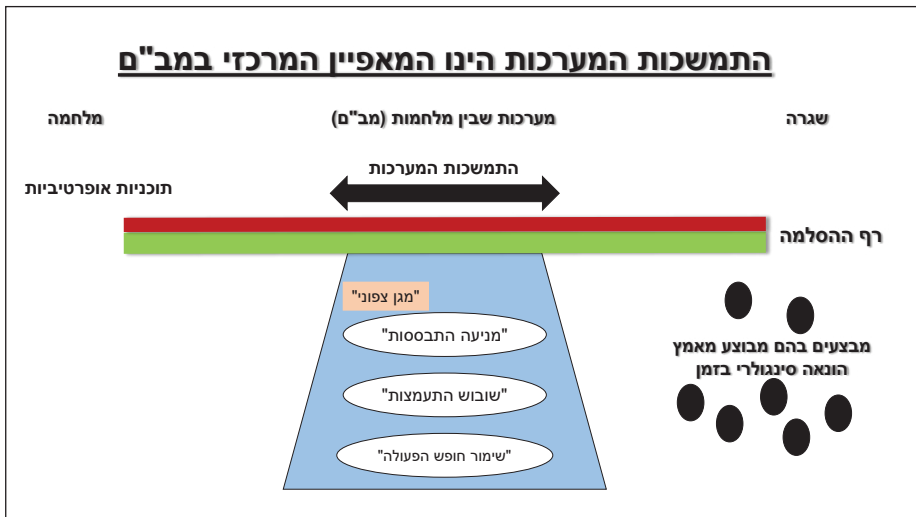 התמשכות המערכות הינו המאפיין המרכזי במב"ם
שגרה
מערכות שבין מלחמות (מב"ם)
מלחמה
התמשכות המערכות
תוכניות אופרטיביות
רף ההסלמה
"מגן צפוני"
"מניעה התבססות"
"שובוש התעמצות"
"שימור חופש הפעולה"
מבצעים בהם מבוצע מאמץ
הונאה סינגולרי בזמן